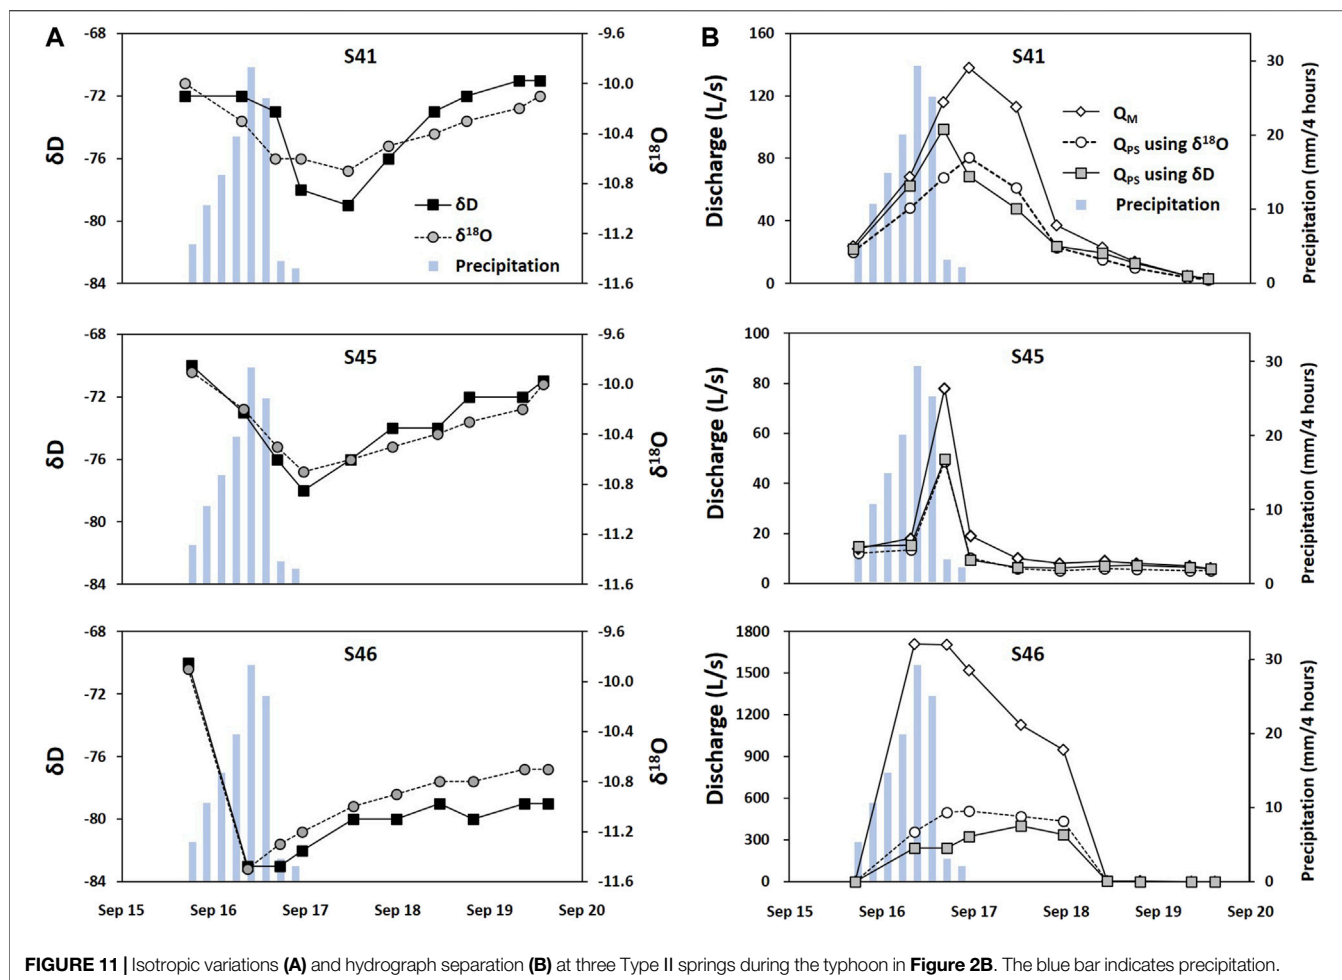 A
-68
-72
-76
-80
-84
δD
S41
δD
δ18O
Precipitation
-9.6
-10.0
-10.4
-10.8
-11.2
-11.6
δ18O
B
160
120
80
40
0
Discharge (L/s)
S41
QM
QPS using δ18O
QPS using δD
Precipitation
30
20
10
0
Precipitation (mm/4 hours)
-68
-72
-76
-80
-84
δD
S45
-9.6
-10.0
-10.4
-10.8
-11.2
-11.6
δ18O
100
80
60
40
20
0
Discharge (L/s)
S45
30
20
10
0
Precipitation (mm/4 hours)
-68
-72
-76
-80
-84
δD
S46
-9.6
-10.0
-10.4
-10.8
-11.2
-11.6
δ18O
Sep 15 Sep 16 Sep 17 Sep 18 Sep 19 Sep 20
1800
1500
1200
900
600
300
0
Discharge (L/s)
S46
30
20
10
0
Precipitation (mm/4 hours)
Sep 15 Sep 16 Sep 17 Sep 18 Sep 19 Sep 20
FIGURE 11 | Isotropic variations (A) and hydrograph separation (B) at three Type II springs during the typhoon in Figure 2B. The blue bar indicates precipitation.